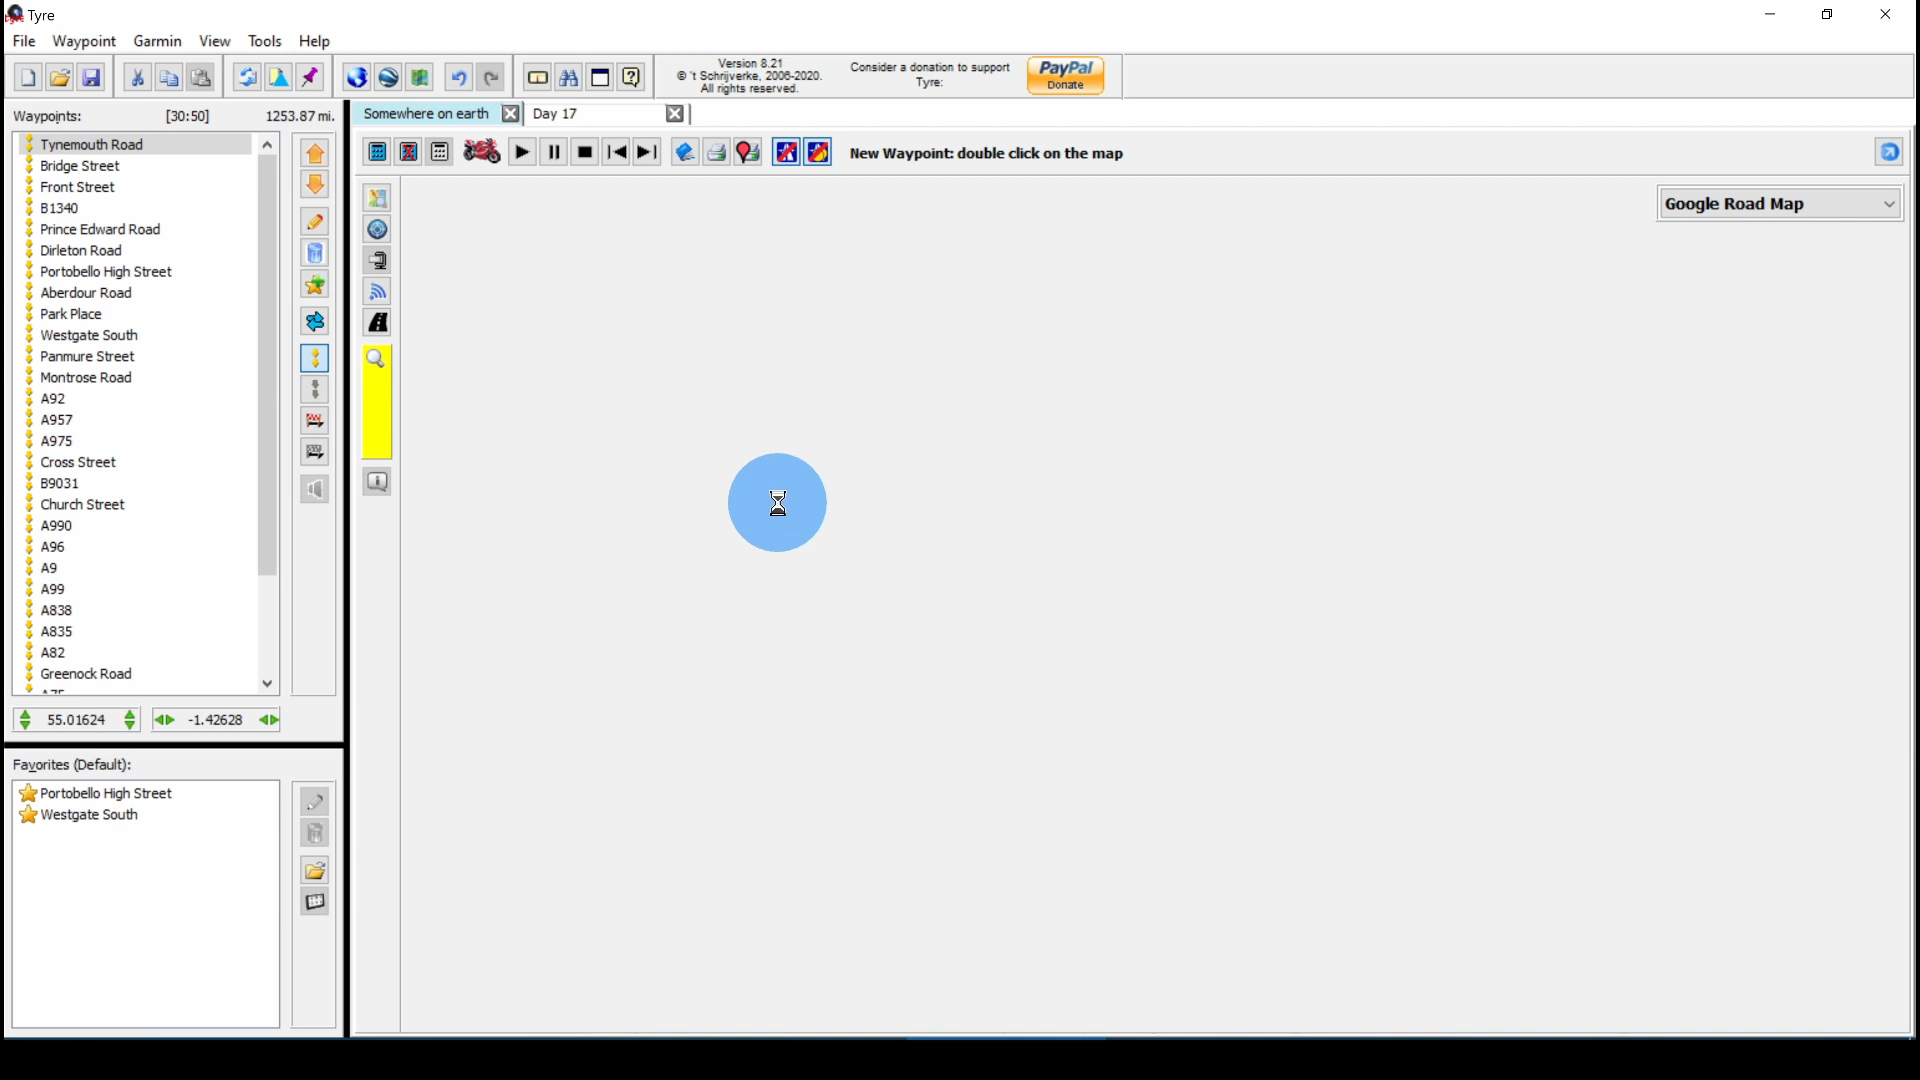 Tyre
File Waypoint Garmin View Tools Help
Version 8.21
© 't Schrijverke, 2006-2020.
All rights reserved.
Consider a donation to support
Tyre:
PayPal
Donate
Waypoints: [30:50] 1253.87 mi.
Somewhere on earth
Day 17
New Waypoint: double click on the map
Google Road Map
Tynemouth Road
Bridge Street
Front Street
B1340
Prince Edward Road
Dirleton Road
Portobello High Street
Aberdour Road
Park Place
Westgate South
Panmure Street
Montrose Road
A92
A957
A975
Cross Street
B9031
Church Street
A990
A96
A9
A99
A838
A835
A82
Greenock Road
55.01624 -1.42628
Favorites (Default):
Portobello High Street
Westgate South